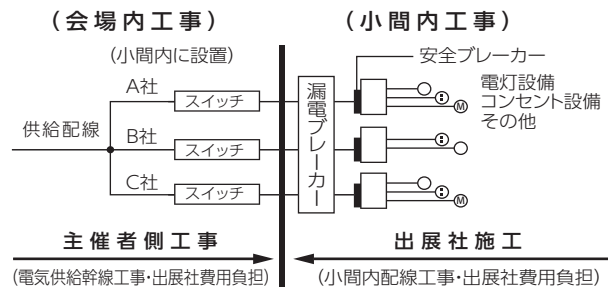 （会場内工事）
（小間内工事）
(小間内に設置)
安全ブレーカー
A社
スイッチ
電灯設備
コンセント設備
その他
供給配線
B社
スイッチ
漏電ブレーカー
C社
スイッチ
M
M
主催者側工事
出展社施工
(電気供給幹線工事・出展社費用負担)
(小間内配線工事・出展社費用負担)